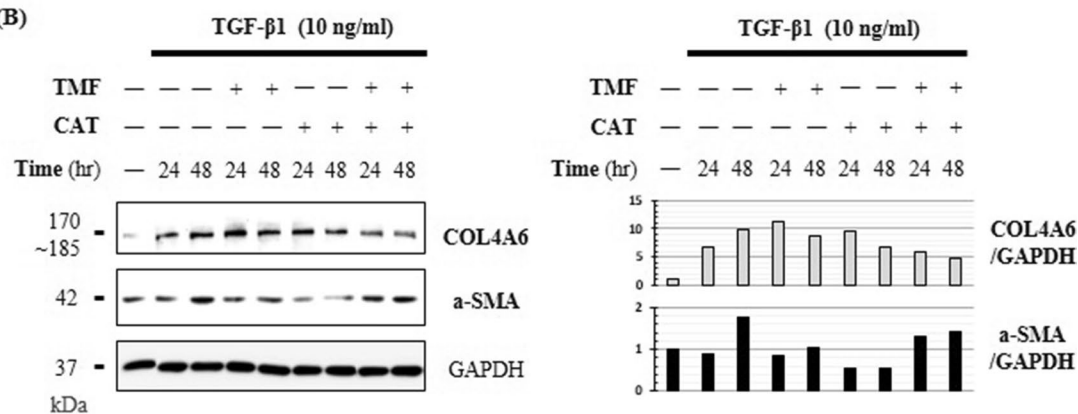 (B)
TGF-β1 (10 ng/ml)
TMF — — — + + — — + +
CAT — — — — — + + + +
Time (hr) — 24 48 24 48 24 48 24 48
170
~185
COL4A6
42
a-SMA
37
GAPDH
kDa
TGF-β1 (10 ng/ml)
TMF — — — + + — — + +
CAT — — — — — + + + +
Time (hr) — 24 48 24 48 24 48 24 48
15
10
5
0
COL4A6
/GAPDH
2
1
0
a-SMA
/GAPDH